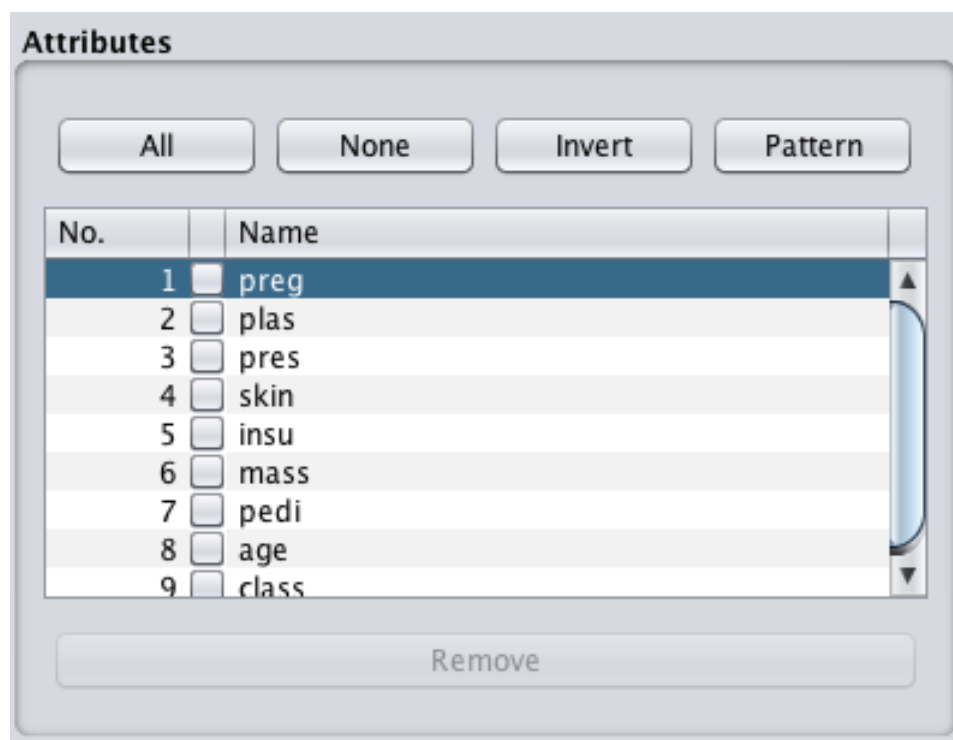 Attributes
All None Invert Pattern
No. Name
1 preg
2 plas
3 pres
4 skin
5 insu
6 mass
7 pedi
8 age
9 class
Remove